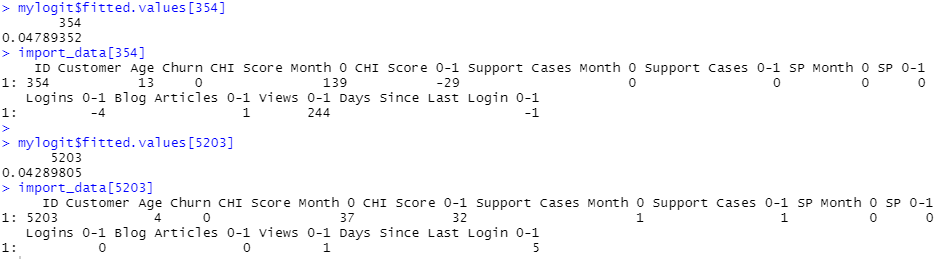 > mylogit$fitted.values[354]
354
0.04789352
> import_data[354]
ID Customer Age Churn CHI Score Month 0 CHI Score 0-1 Support Cases Month 0 Support Cases 0-1 SP Month 0 SP 0-1
1: 354 13 0 139 -29 0 0 0 0
Logins 0-1 Blog Articles 0-1 Views 0-1 Days Since Last Login 0-1
1: -4 1 244 -1
>
> mylogit$fitted.values[5203]
5203
0.04289805
> import_data[5203]
ID Customer Age Churn CHI Score Month 0 CHI Score 0-1 Support Cases Month 0 Support Cases 0-1 SP Month 0 SP 0-1
1: 5203 4 0 37 32 1 1 0 0
Logins 0-1 Blog Articles 0-1 Views 0-1 Days Since Last Login 0-1
1: 0 0 1 5